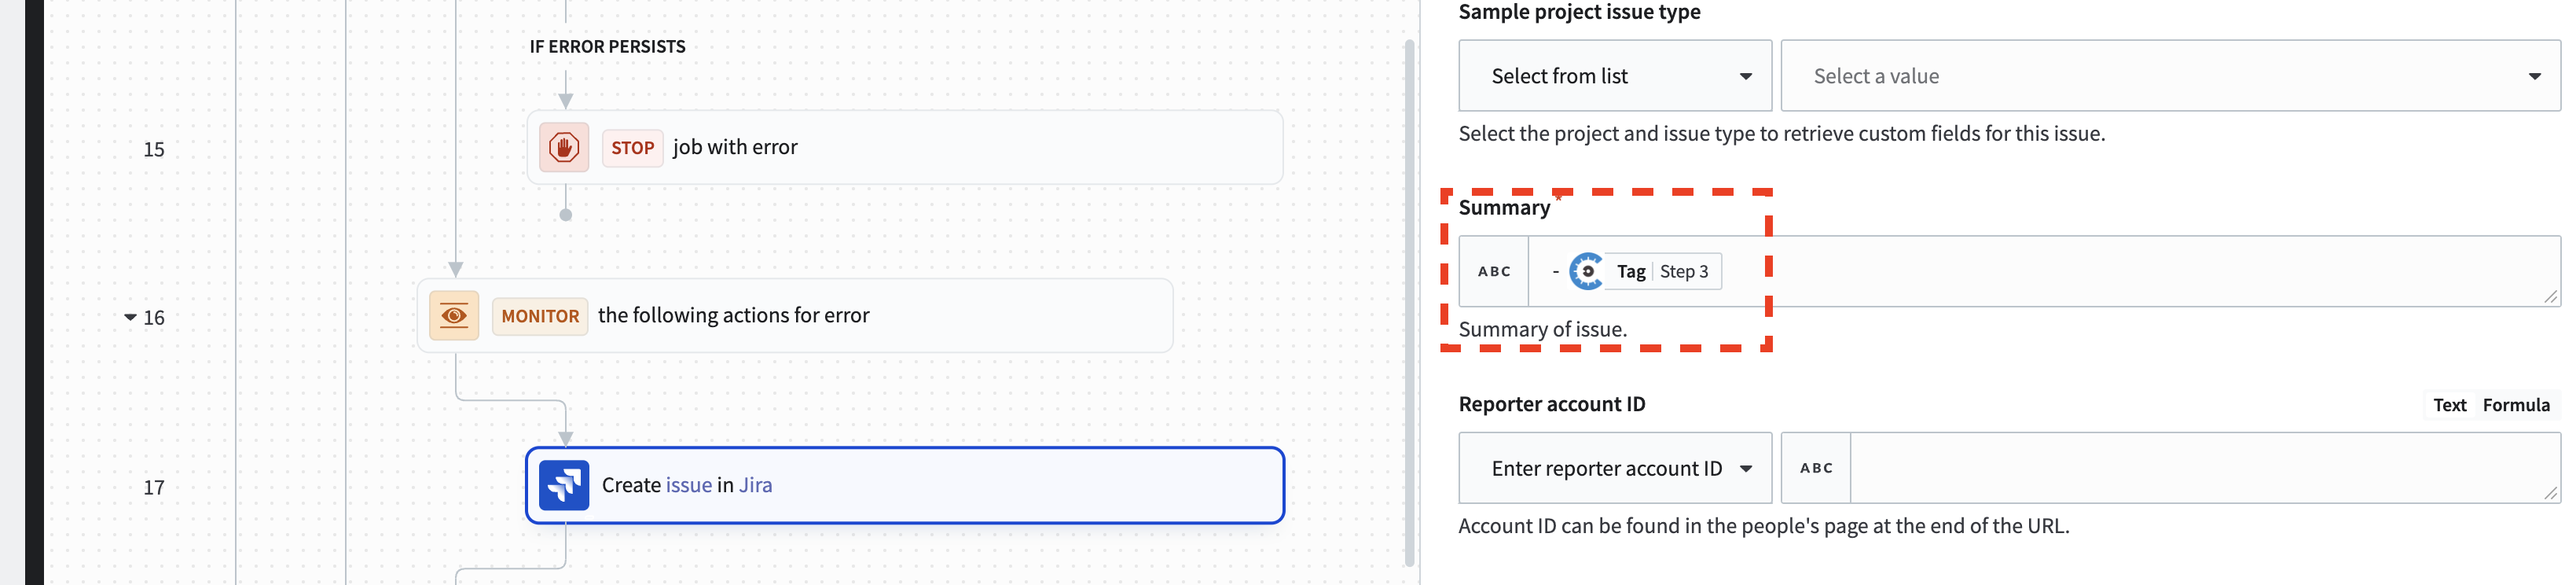 IF ERROR PERSISTS
15
STOP job with error
16
MONITOR the following actions for error
17
Create issue in Jira
Sample project issue type
Select from list
Select a value
Select the project and issue type to retrieve custom fields for this issue.
Summary *
ABC - Tag | Step 3
Summary of issue.
Reporter account ID
Text Formula
Enter reporter account ID
ABC
Account ID can be found in the people's page at the end of the URL.